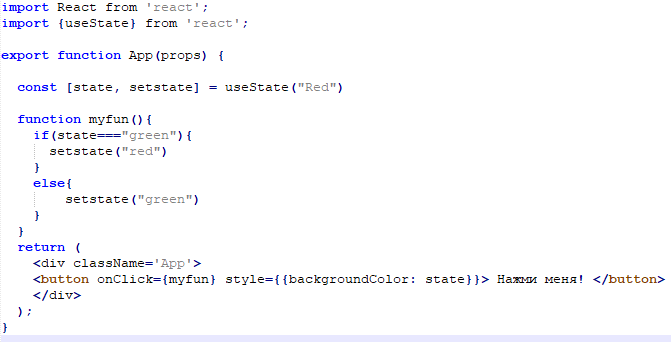 import React from 'react';
import {useState} from 'react';

export function App(props) {

  const [state, setstate] = useState("Red")

  function myfun(){
    if(state==="green"){
      setstate("red")
    }
    else{
        setstate("green")
    }
  }
  return (
    <div className='App'>
    <button onClick={myfun} style={{backgroundColor: state}}> Нажми меня! </button>
    </div>
  );
}